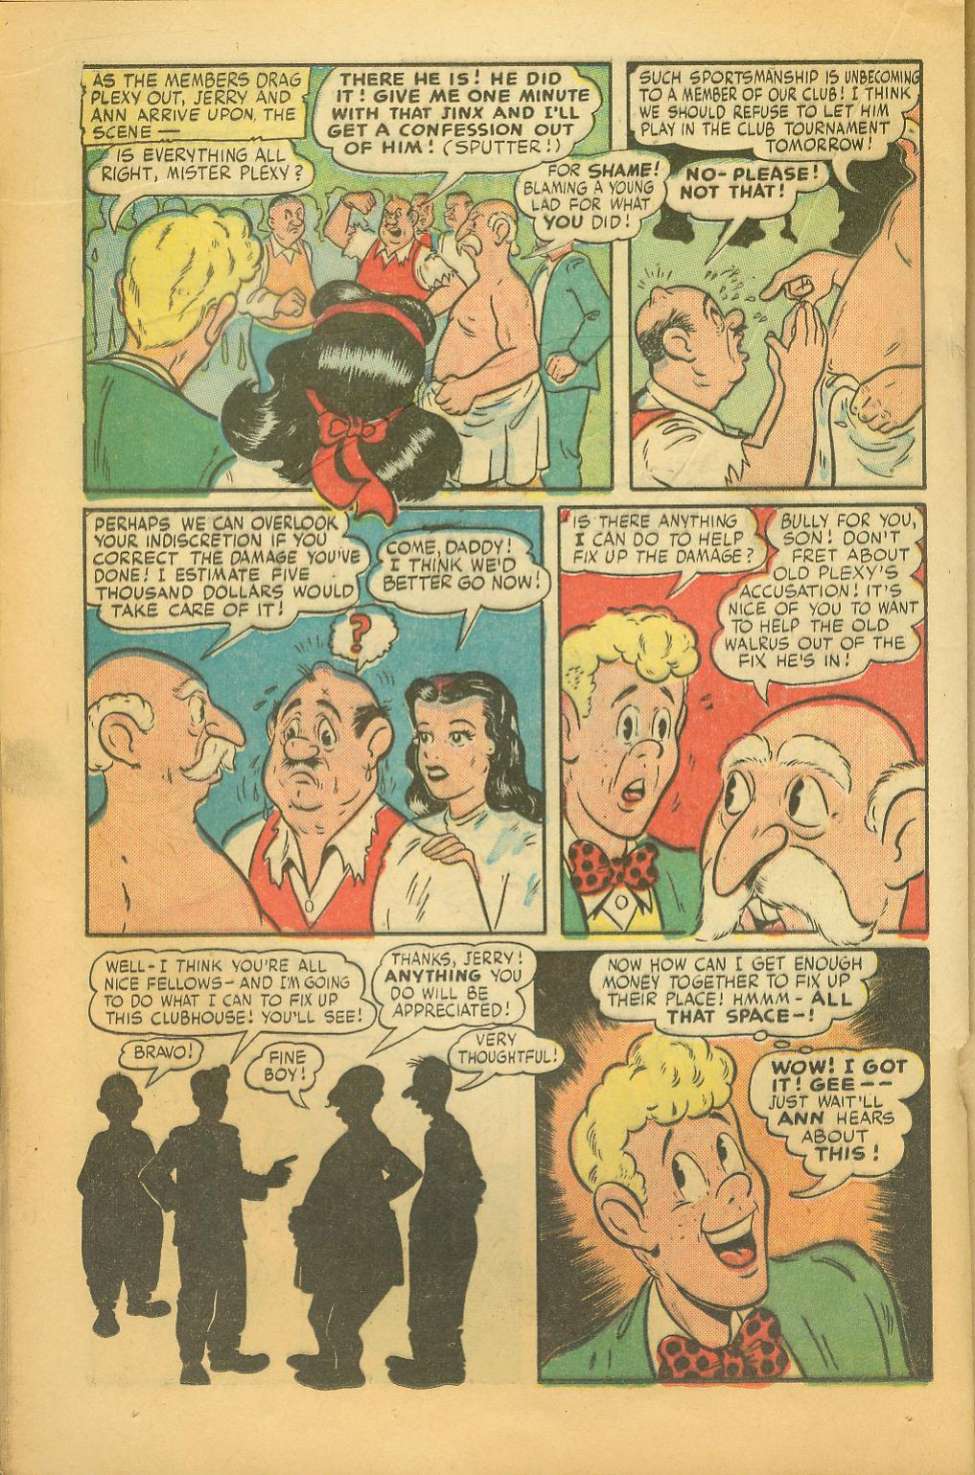 AS THE MEMBERS DRAG
PLEXY OUT, JERRY AND
ANN ARRIVE UPON THE
SCENE —
IS EVERYTHING ALL
RIGHT, MISTER PLEXY?
THERE HE IS! HE DID
IT! GIVE ME ONE MINUTE
WITH THAT JINX AND I'LL
GET A CONFESSION OUT
OF HIM! (SPUTTER!)
FOR SHAME!
BLAMING A YOUNG
LAD FOR WHAT
YOU DID!
SUCH SPORTSMANSHIP IS UNBECOMING
TO A MEMBER OF OUR CLUB! I THINK
WE SHOULD REFUSE TO LET HIM
PLAY IN THE CLUB TOURNAMENT
TOMORROW!
NO-PLEASE!
NOT THAT!
PERHAPS WE CAN OVERLOOK
YOUR INDISCRETION IF YOU
CORRECT THE DAMAGE YOU'VE
DONE! I ESTIMATE FIVE
THOUSAND DOLLARS WOULD
TAKE CARE OF IT!
?
COME, DADDY!
I THINK WE'D
BETTER GO NOW!
IS THERE ANYTHING
I CAN DO TO HELP
FIX UP THE DAMAGE?
BULLY FOR YOU,
SON! DON'T
FRET ABOUT
OLD PLEXY'S
ACCUSATION! IT'S
NICE OF YOU TO WANT
TO HELP THE OLD
WALRUS OUT OF THE
FIX HE'S IN!
WELL-I THINK YOU'RE ALL
NICE FELLOWS-AND I'M GOING
TO DO WHAT I CAN TO FIX UP
THIS CLUBHOUSE! YOU'LL SEE!
BRAVO!
FINE
BOY!
THANKS, JERRY!
ANYTHING YOU
DO WILL BE
APPRECIATED!
VERY
THOUGHTFUL!
NOW HOW CAN I GET ENOUGH
MONEY TOGETHER TO FIX UP
THEIR PLACE! HMMM-ALL
THAT SPACE-!
WOW! I GOT
IT! GEE--
JUST WAIT'LL
ANN HEARS
ABOUT
THIS!